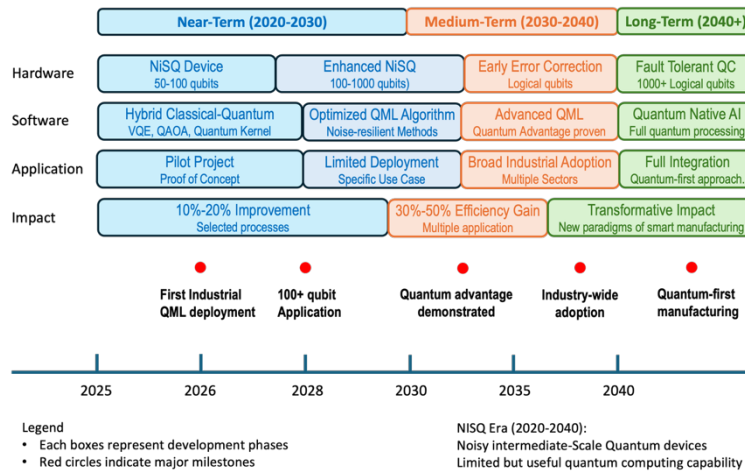 Near-Term (2020-2030)
Medium-Term (2030-2040)
Long-Term (2040+)
Hardware
NiSQ Device
50-100 qubits
Enhanced NiSQ
100-1000 qubits)
Early Error Correction
Logical qubits
Fault Tolerant QC
1000+ Logical qubits
Software
Hybrid Classical-Quantum
VQE, QAOA, Quantum Kernel
Optimized QML Algorithm
Noise-resilient Methods
Advanced QML
Quantum Advantage proven
Quantum Native AI
Full quantum processing
Application
Pilot Project
Proof of Concept
Limited Deployment
Specific Use Case
Broad Industrial Adoption
Multiple Sectors
Full Integration
Quantum-first approach.
Impact
10%-20% Improvement
Selected processes
30%-50% Efficiency Gain
Multiple application
Transformative Impact
New paradigms of smart manufacturing
First Industrial
QML deployment
100+ qubit
Application
Quantum advantage
demonstrated
Industry-wide
adoption
Quantum-first
manufacturing
2025
2026
2028
2030
2035
2040
Legend
• Each boxes represent development phases
• Red circles indicate major milestones
NISQ Era (2020-2040):
Noisy intermediate-Scale Quantum devices
Limited but useful quantum computing capability